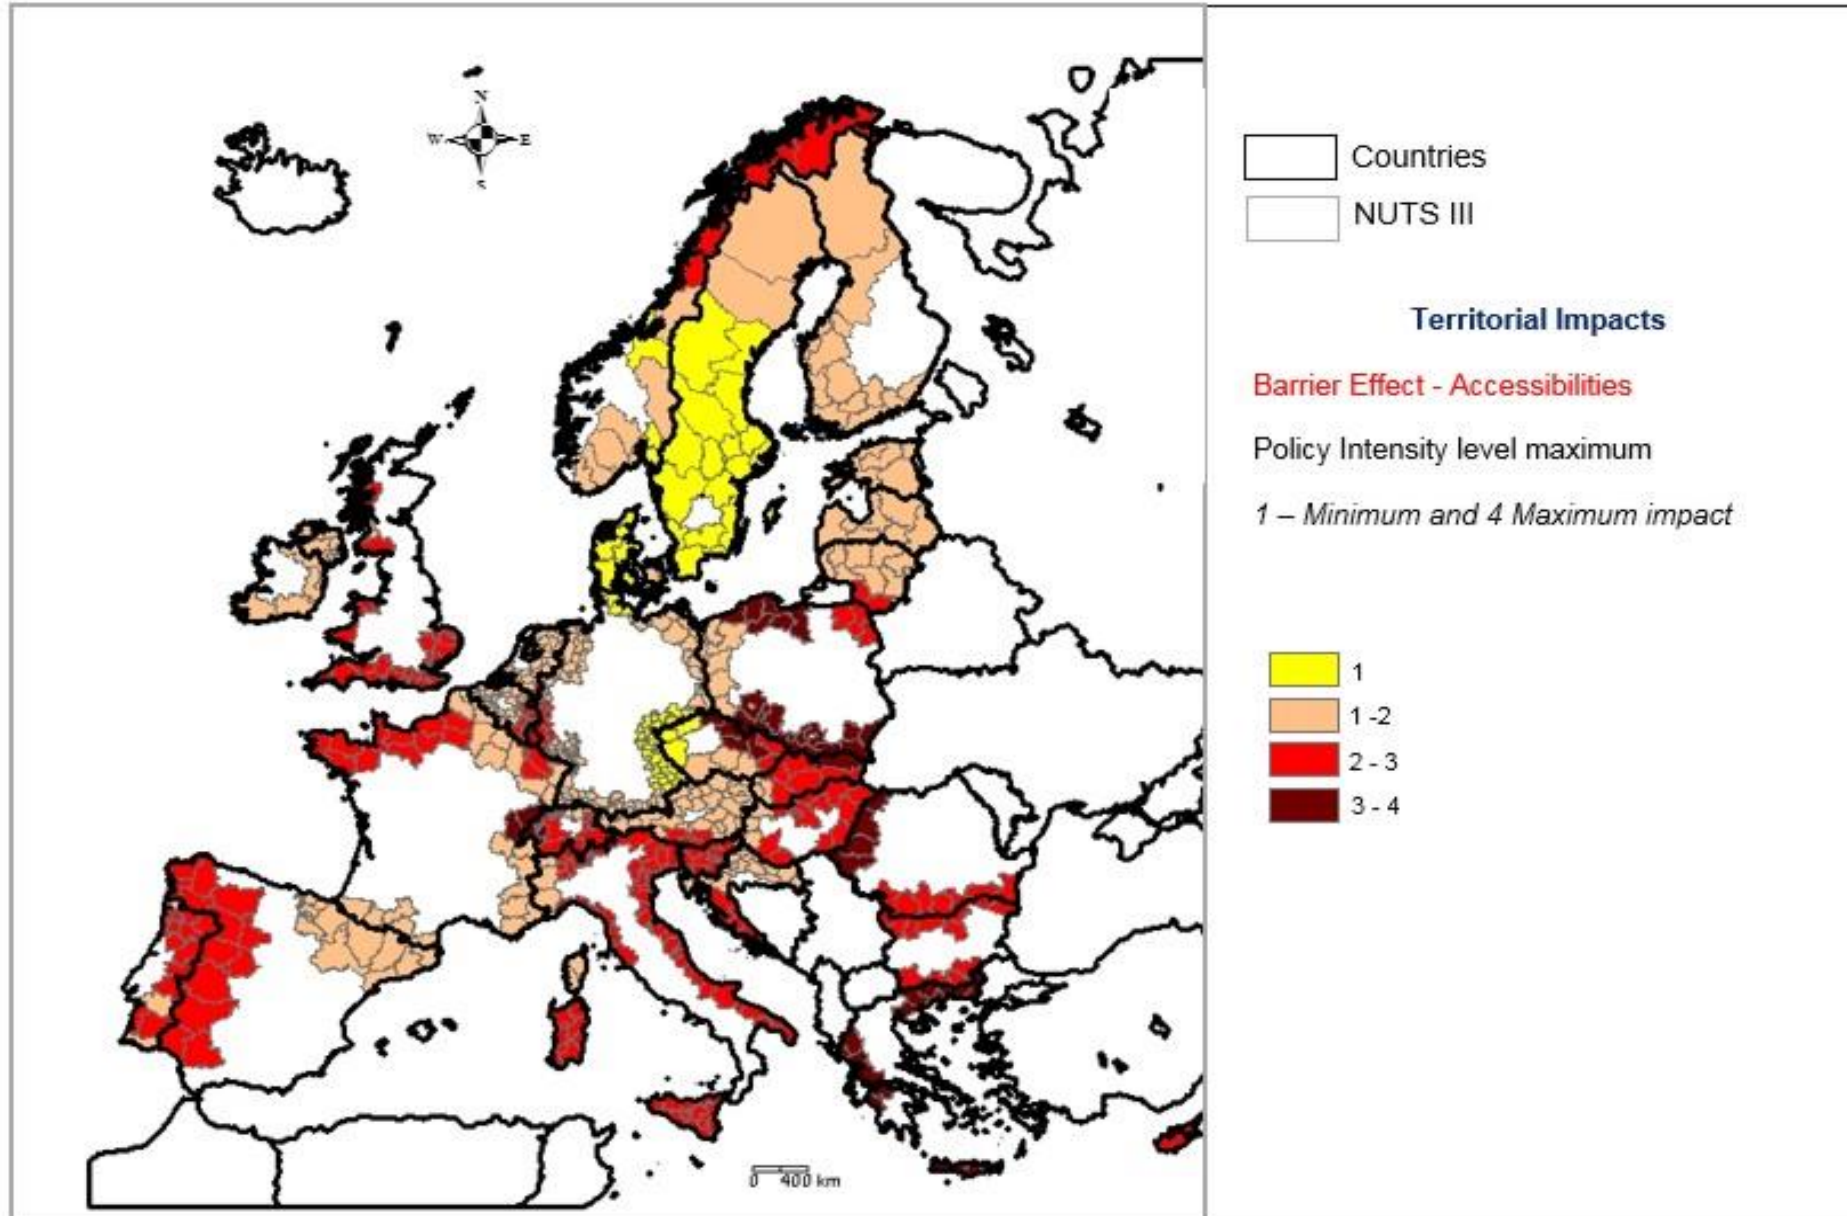 N
W
E
S
Countries
NUTS III
Territorial Impacts
Barrier Effect - Accessibilities
Policy Intensity level maximum
1 – Minimum and 4 Maximum impact
1
1 -2
2 - 3
3 - 4
0 400 km